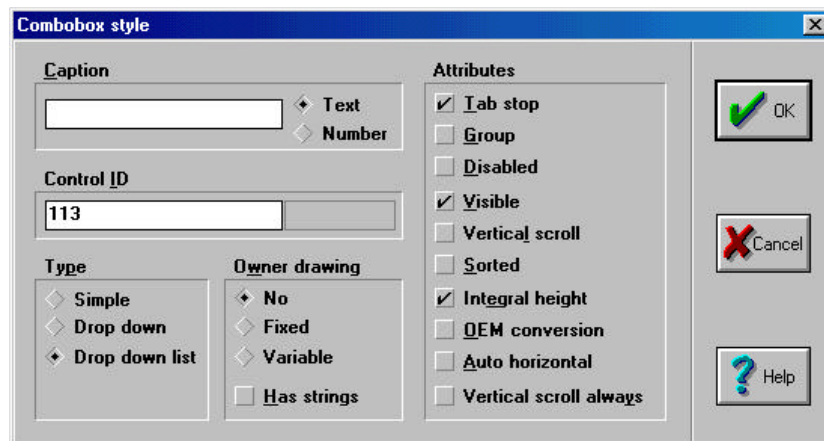 Combobox style
Caption
Text
Number
Control ID
113
Type
Simple
Drop down
Drop down list
Owner drawing
No
Fixed
Variable
Has strings
Attributes
Tab stop
Group
Disabled
Visible
Vertical scroll
Sorted
Integral height
OEM conversion
Auto horizontal
Vertical scroll always
OK
Cancel
Help